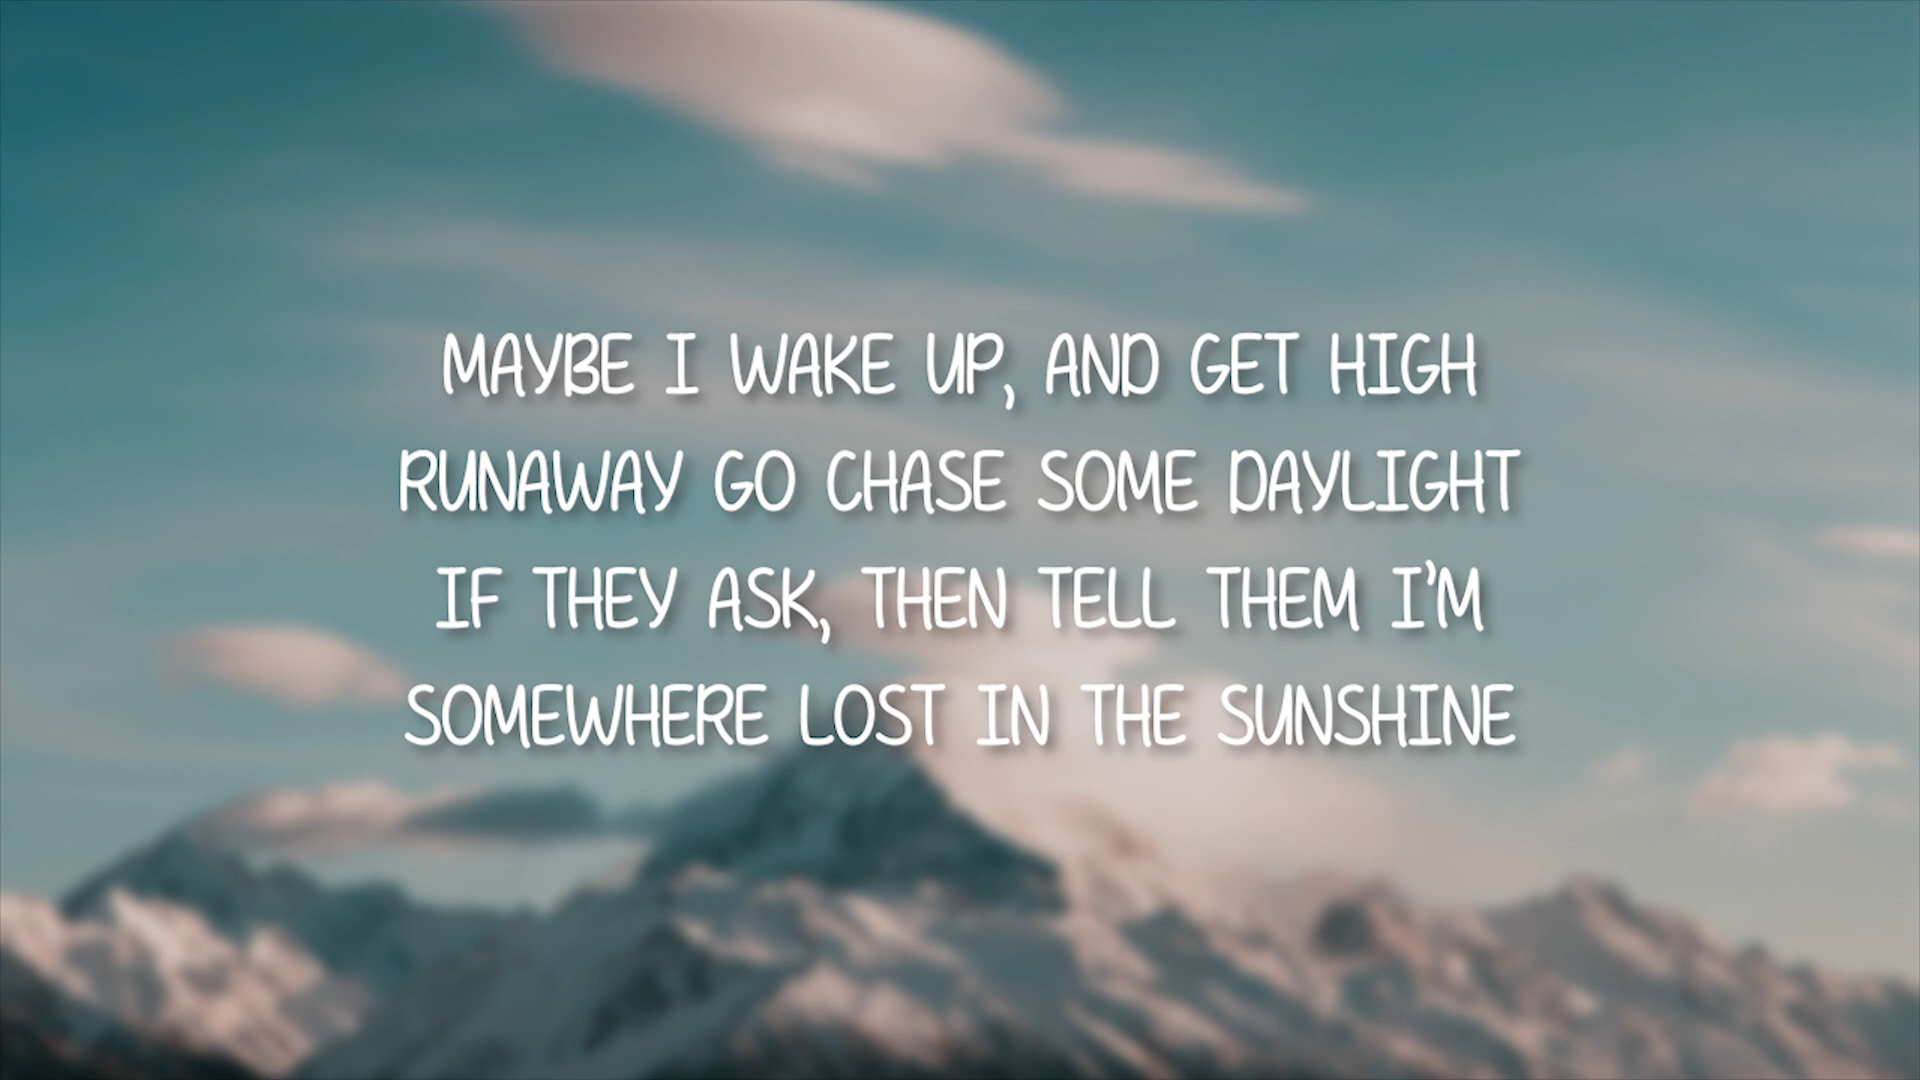 MAYBE I WAKE UP, AND GET HIGH
RUNAWAY GO CHASE SOME DAYLIGHT
IF THEY ASK, THEN TELL THEM I'M
SOMEWHERE LOST IN THE SUNSHINE